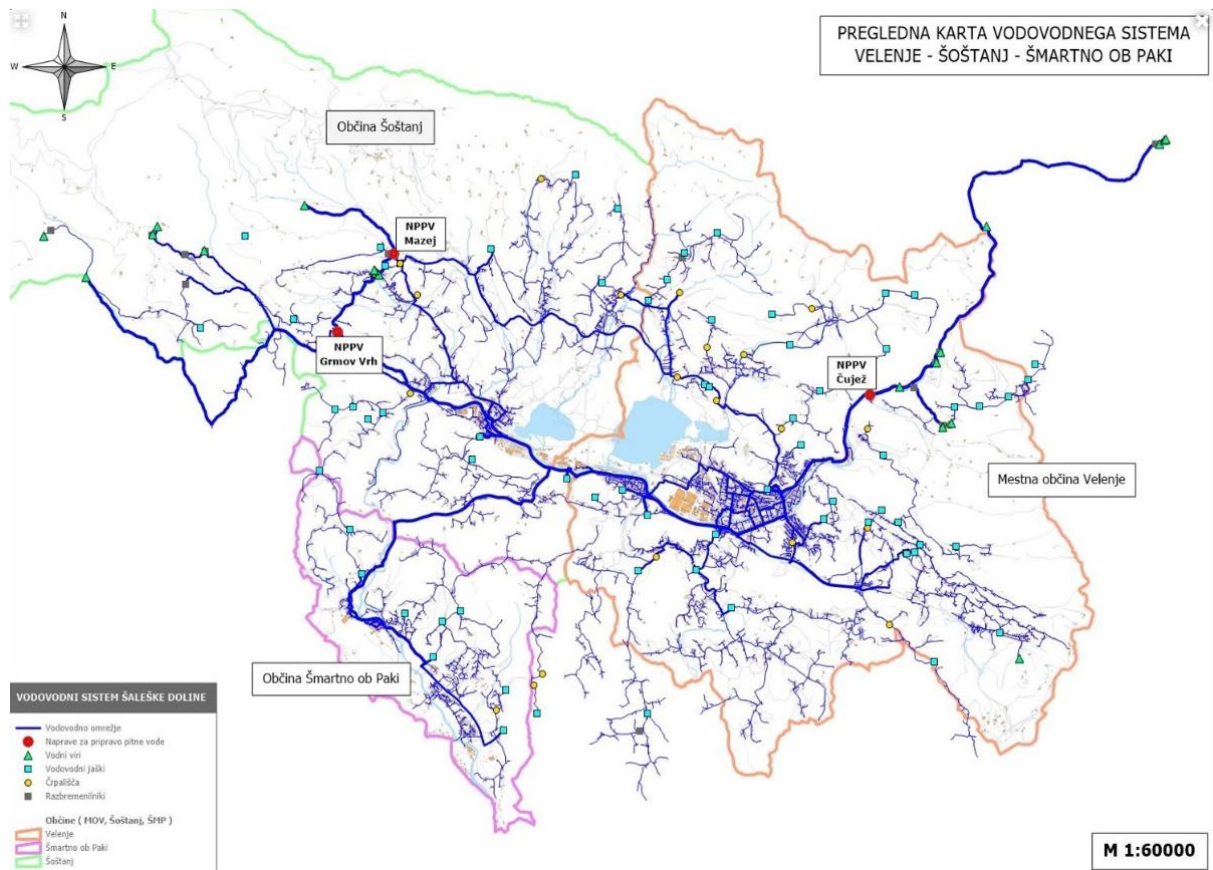 N
W
E
S
PREGLEDNA KARTA VODOVODNEGA SISTEMA
VELENJE - ŠOŠTANJ - ŠMARTNO OB PAKI
Občina Šoštanj
NPPV
Mazej
NPPV
Grmov Vrh
NPPV
Čujež
Mestna občina Velenje
Občina Šmartno ob Paki
VODOVODNI SISTEM ŠALEŠKE DOLINE
Vodovodno omrežje
Naprave za pripravo pitne vode
Vodni viri
Vodovodni jaški
Črpališča
Razbremenilniki
Občine ( MOV, Šoštanj, ŠMP )
Velenje
Šmartno ob Paki
Šoštanj
M 1:60000